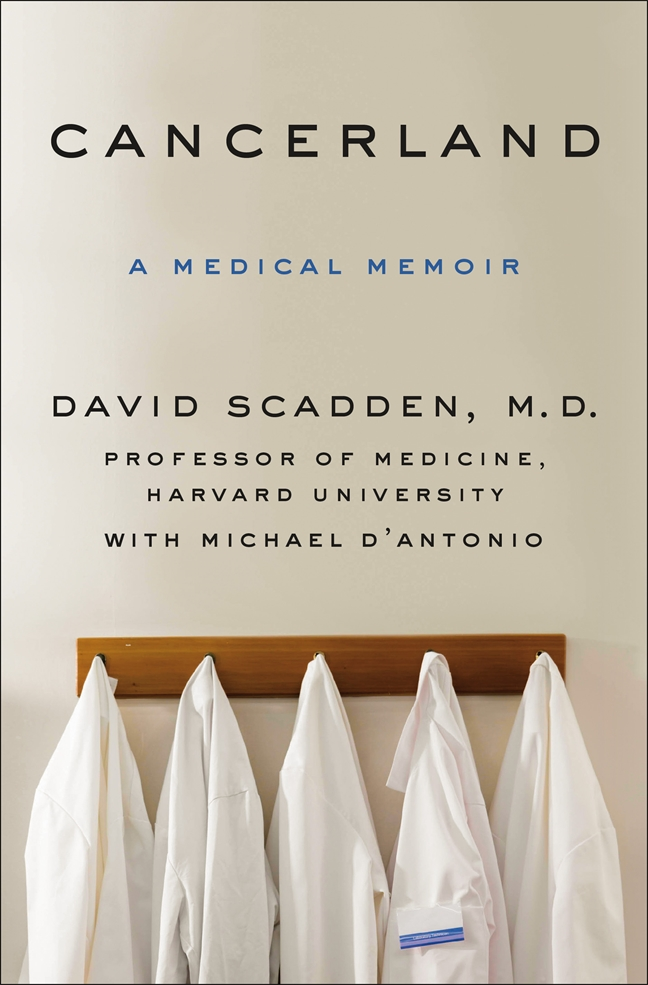 CANCERLAND
A MEDICAL MEMOIR
DAVID SCADDEN, M.D.
PROFESSOR OF MEDICINE,
HARVARD UNIVERSITY
WITH MICHAEL D’ANTONIO